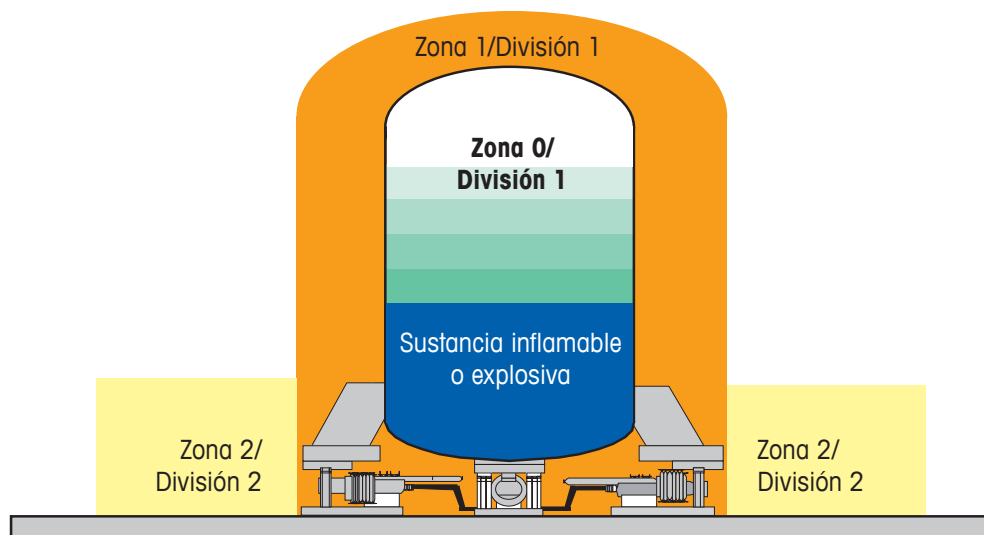 Zona 1/División 1
Zona 0/
División 1
Sustancia inflamable
o explosiva
Zona 2/
División 2
Zona 2/
División 2